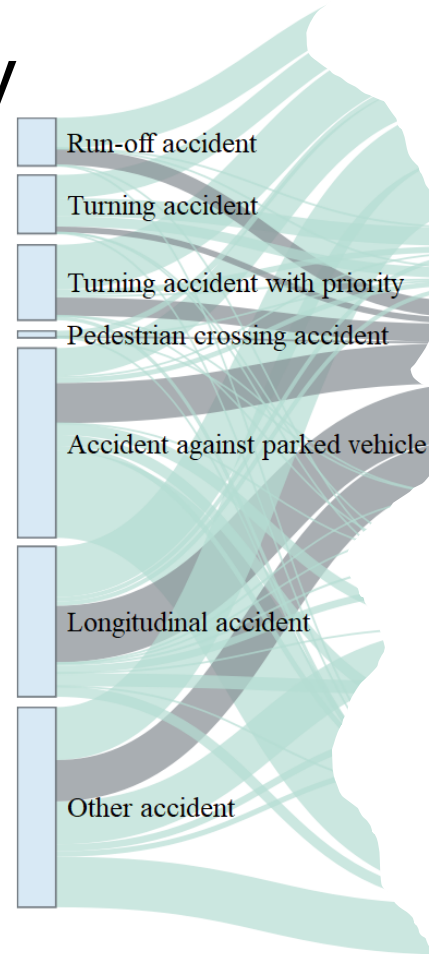 y
Run-off accident
Turning accident
Turning accident with priority
Pedestrian crossing accident
Accident against parked vehicle
Longitudinal accident
Other accident